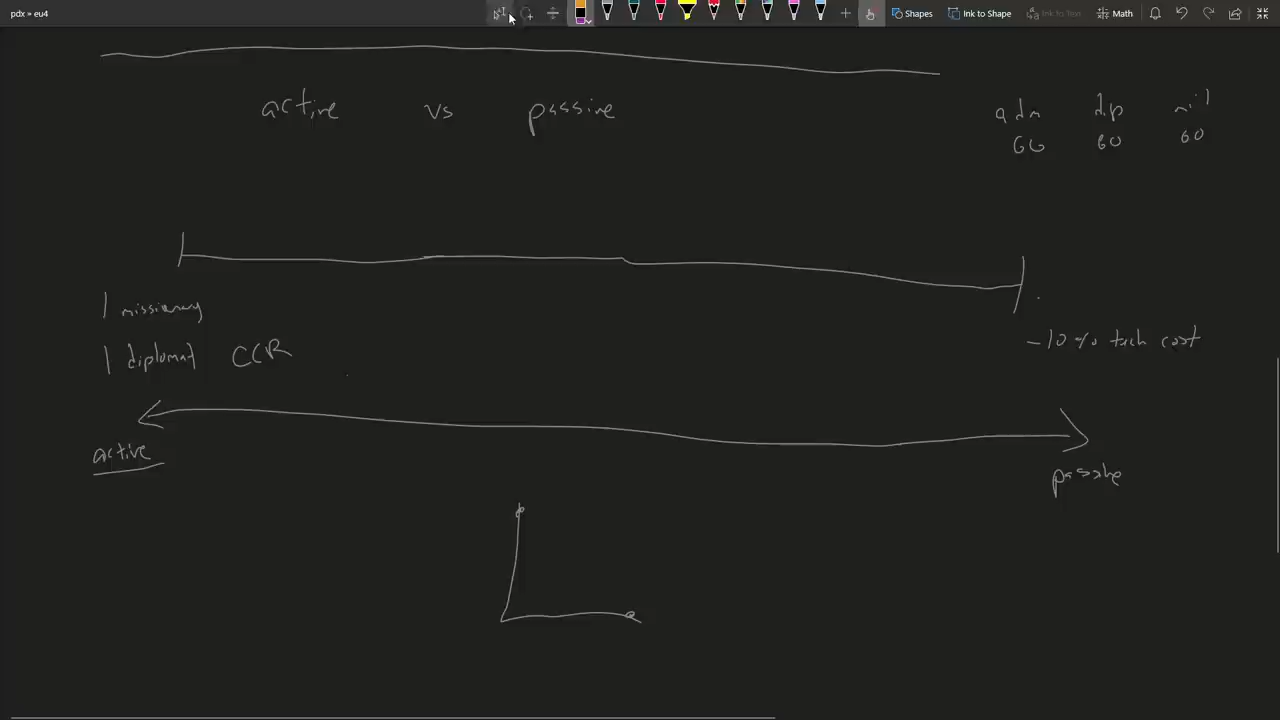 pdx » eu4
Shapes Ink to Shape Ink to Text Math
active vs passive
adm dip mil
60 60 60
1 missionary
1 diplomat CCR
-10% tech cost
active
passive